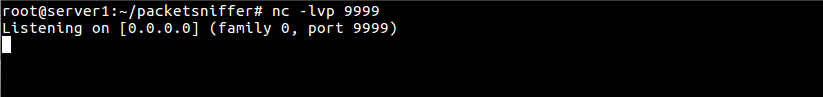 root@server1:~/packetsniffer# nc -lvp 9999
Listening on [0.0.0.0] (family 0, port 9999)